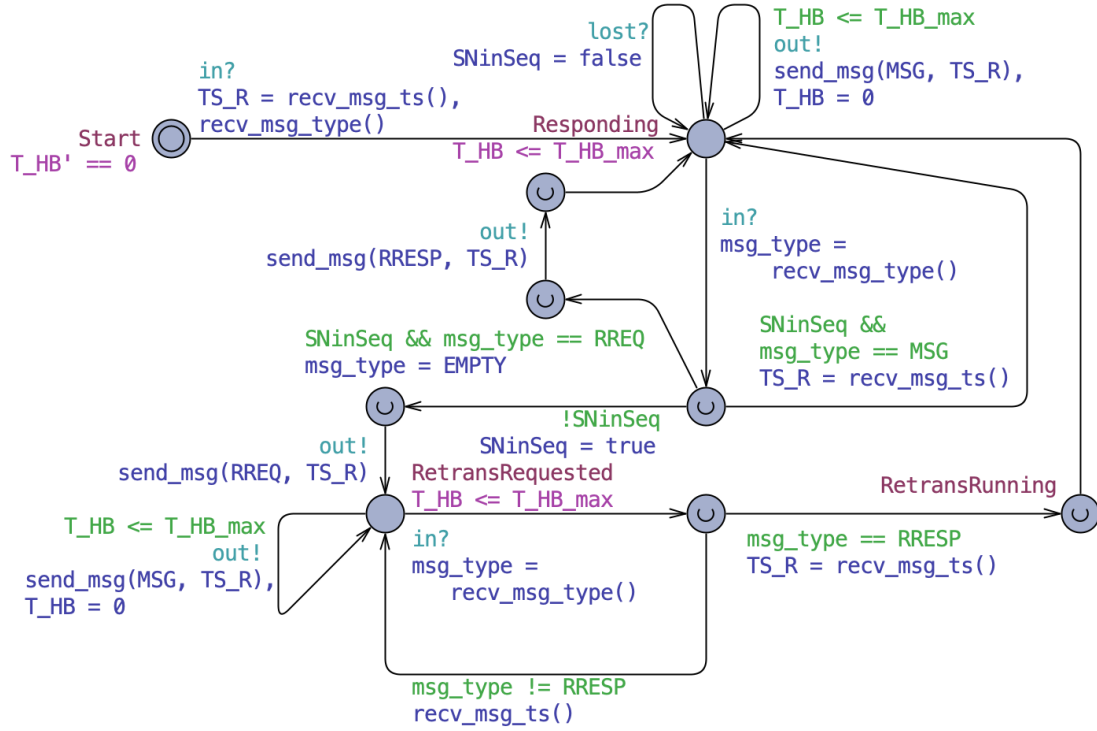 T_HB <= T_HB_max
out!
send_msg(MSG, TS_R),
T_HB = 0
lost?
SNinSeq = false
in?
TS_R = recv_msg_ts(),
recv_msg_type()
Start
T_HB' == 0
Responding
T_HB <= T_HB_max
out!
send_msg(RRESP, TS_R)
in?
msg_type =
recv_msg_type()
SNinSeq && msg_type == RREQ
msg_type = EMPTY
SNinSeq &&
msg_type == MSG
TS_R = recv_msg_ts()
!SNinSeq
SNinSeq = true
out!
send_msg(RREQ, TS_R)
RetransRequested
T_HB <= T_HB_max
RetransRunning
T_HB <= T_HB_max
out!
send_msg(MSG, TS_R),
T_HB = 0
in?
msg_type =
recv_msg_type()
msg_type == RRESP
TS_R = recv_msg_ts()
msg_type != RRESP
recv_msg_ts()